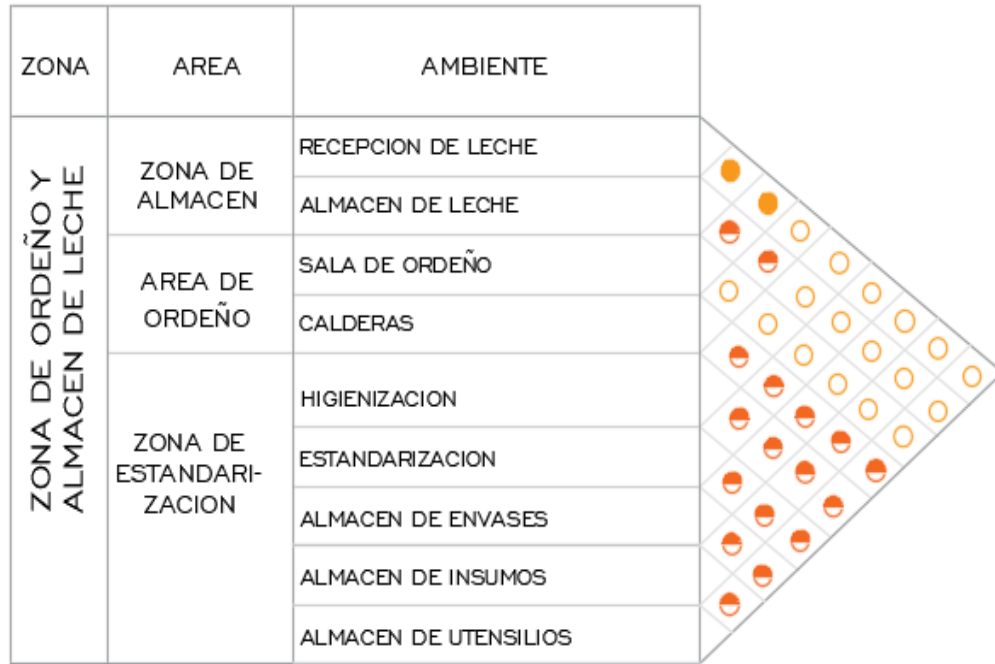 ZONA
AREA
AMBIENTE
ZONA DE ORDEÑO Y
ALMACEN DE LECHE
ZONA DE
ALMACEN
RECEPCION DE LECHE
ALMACEN DE LECHE
AREA DE
ORDEÑO
SALA DE ORDEÑO
CALDERAS
ZONA DE
ESTANDARI-
ZACION
HIGIENIZACION
ESTANDARIZACION
ALMACEN DE ENVASES
ALMACEN DE INSUMOS
ALMACEN DE UTENSILIOS